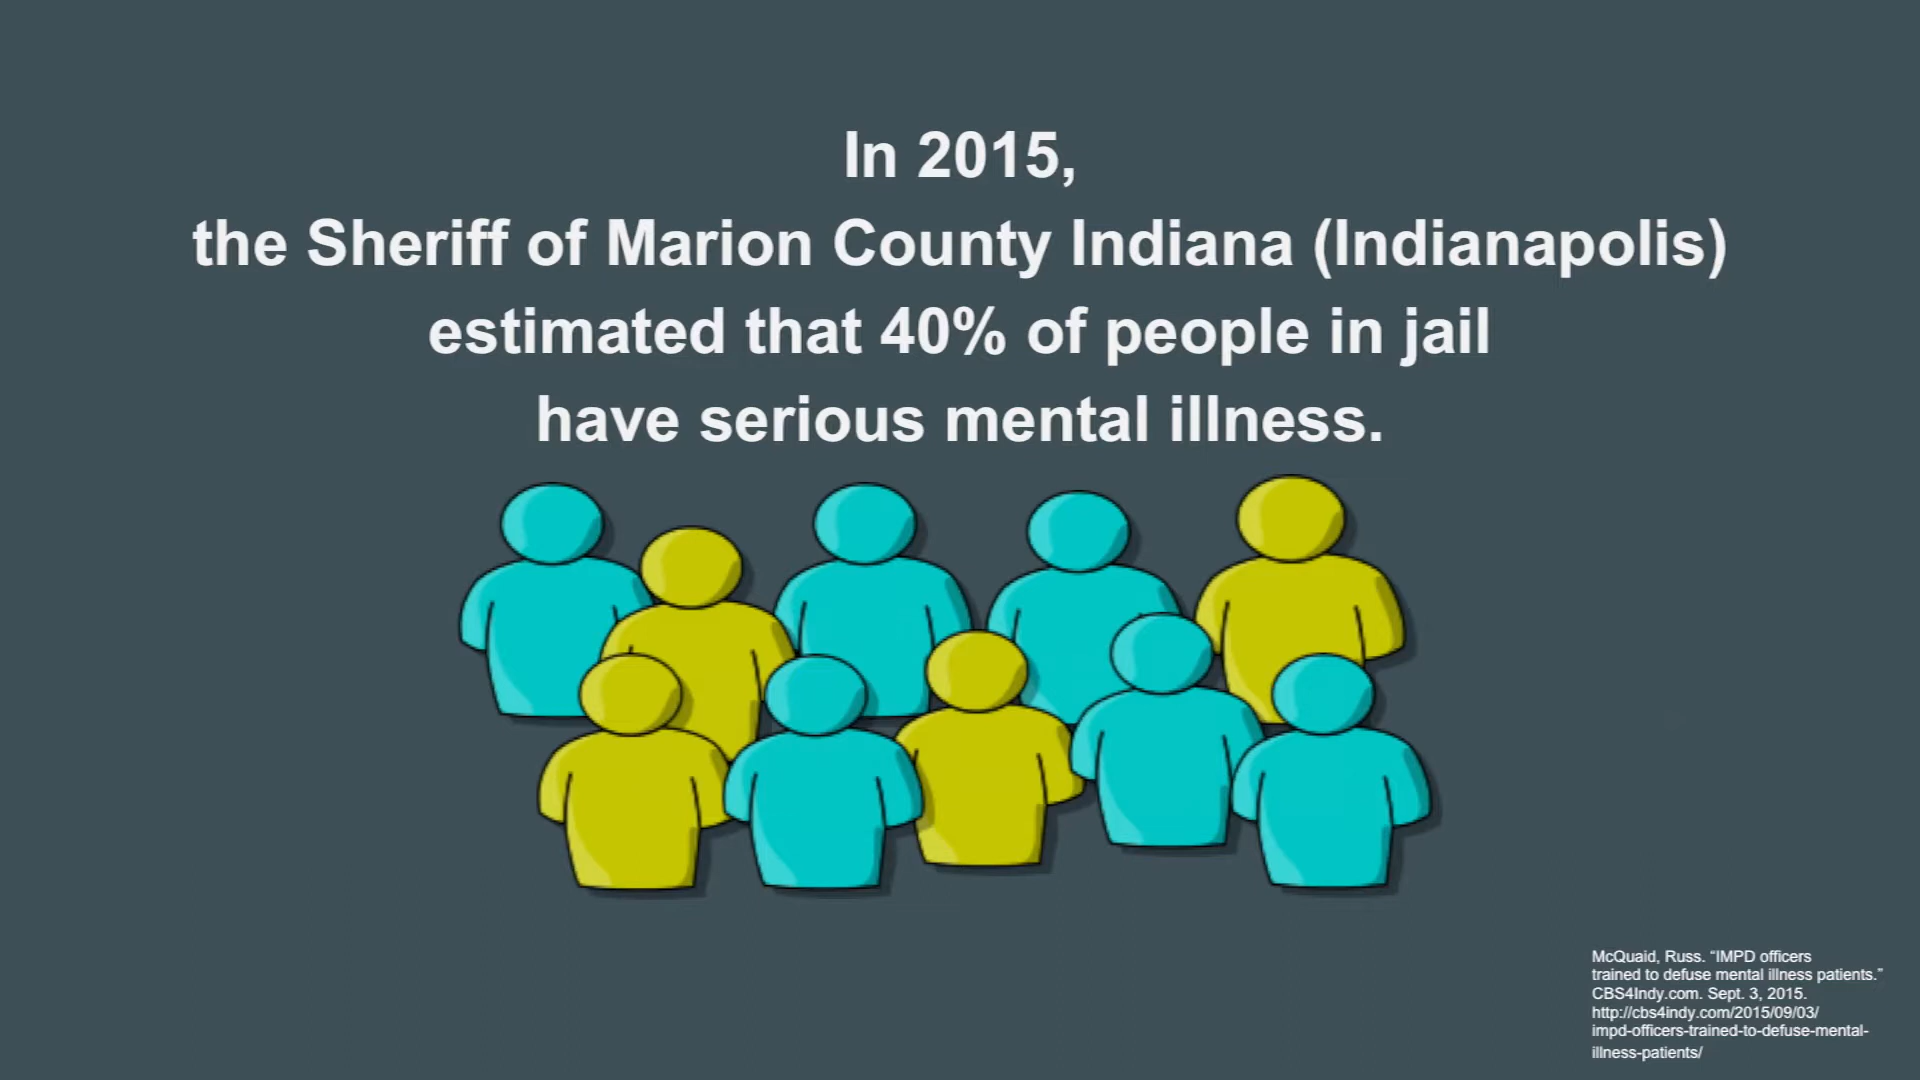 In 2015,
the Sheriff of Marion County Indiana (Indianapolis)
estimated that 40% of people in jail
have serious mental illness.
McQuaid, Russ. “IMPD officers
trained to defuse mental illness patients.”
CBS4Indy.com. Sept. 3, 2015.
http://cbs4indy.com/2015/09/03/
impd-officers-trained-to-defuse-mental-
illness-patients/